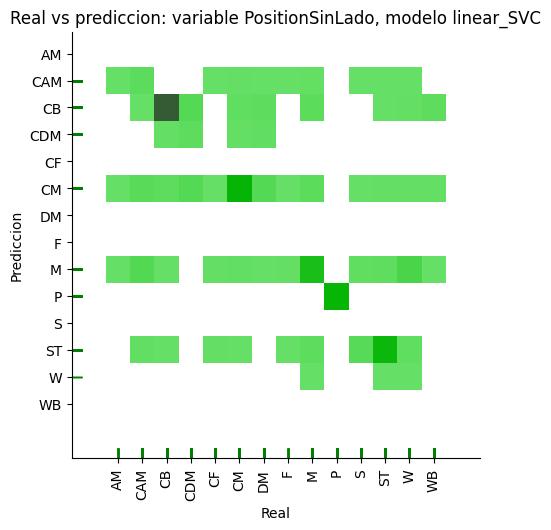 Real vs prediccion: variable PositionSinLado, modelo linear_SVC
AM
CAM
CB
CDM
CF
CM
DM
F
M
P
S
ST
W
WB
Prediccion
AM
CAM
CB
CDM
CF
CM
DM
F
M
P
S
ST
W
WB
Real